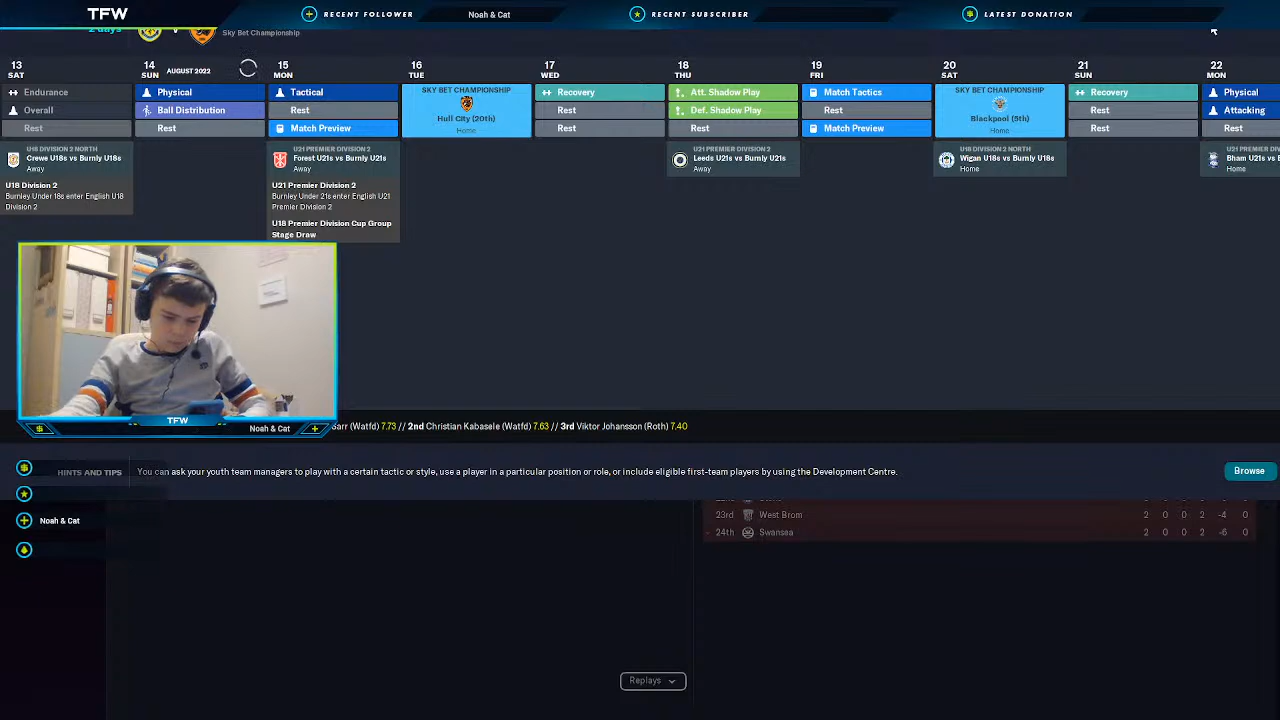 TFW
RECENT FOLLOWER
Noah & Cat
RECENT SUBSCRIBER
LATEST DONATION
2 days
v
Sky Bet Championship
13
SAT
14
SUN
AUGUST 2022
15
MON
16
TUE
17
WED
18
THU
19
FRI
20
SAT
21
SUN
22
MON
Endurance
Overall
Rest
Physical
Ball Distribution
Rest
Tactical
Rest
Match Preview
SKY BET CHAMPIONSHIP
Hull City (20th)
Home
Recovery
Rest
Rest
Att. Shadow Play
Def. Shadow Play
Rest
Match Tactics
Rest
Match Preview
SKY BET CHAMPIONSHIP
Blackpool (5th)
Home
Recovery
Rest
Rest
Physical
Attacking
Rest
U18 DIVISION 2 NORTH
Crewe U18s vs Burnly U18s
Away
U18 Division 2
Burnley Under 18s enter English U18
Division 2
U21 PREMIER DIVISION 2
Forest U21s vs Burnly U21s
Away
U21 Premier Division 2
Burnley Under 21s enter English U21
Premier Division 2
U18 Premier Division Cup Group
Stage Draw
U21 PREMIER DIVISION 2
Leeds U21s vs Burnly U21s
Away
U18 DIVISION 2 NORTH
Wigan U18s vs Burnly U18s
Home
U21 PREMIER DIV
Bham U21s vs
Home
TFW
Noah & Cat
Sarr (Watfd) 7.73 // 2nd Christian Kabasele (Watfd) 7.63 // 3rd Viktor Johansson (Roth) 7.40
HINTS AND TIPS
You can ask your youth team managers to play with a certain tactic or style, use a player in a particular position or role, or include eligible first-team players by using the Development Centre.
Browse
Noah & Cat
23rd West Brom 2 0 0 2 -4 0
24th Swansea 2 0 0 2 -6 0
Replays